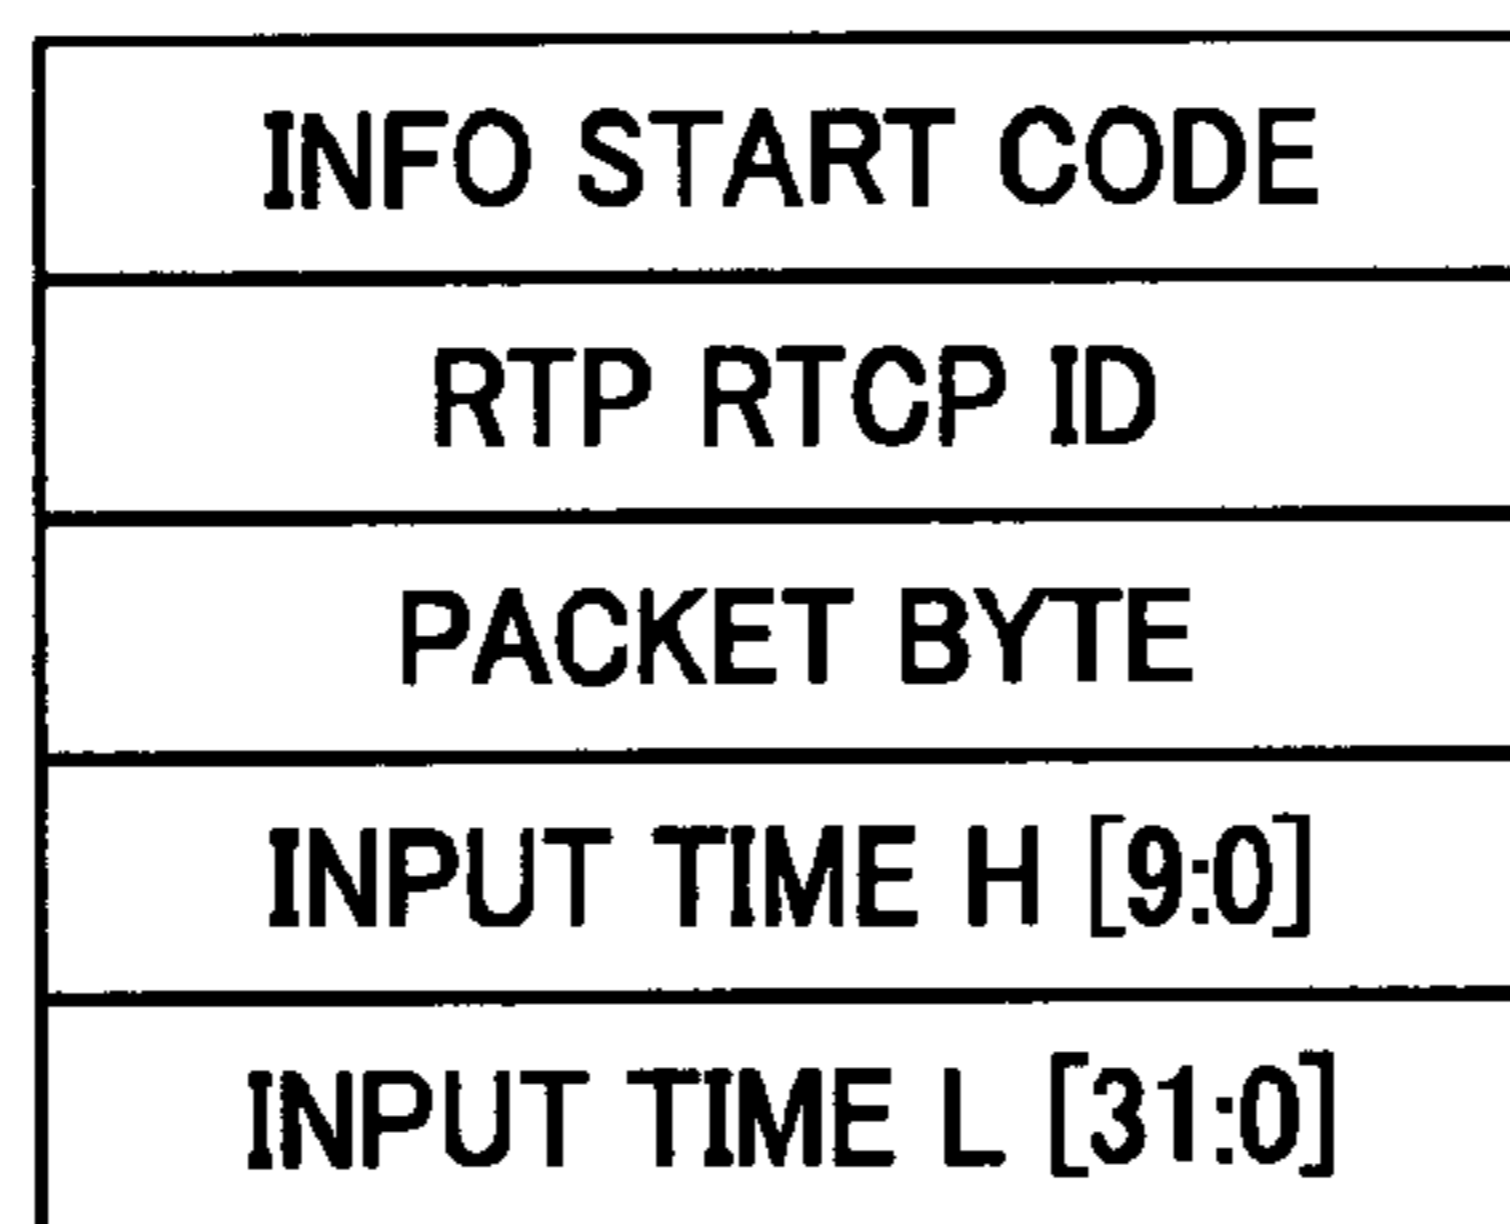 INFO START CODE
RTP RTCP ID
PACKET BYTE
INPUT TIME H [9:0]
INPUT TIME L [31:0]